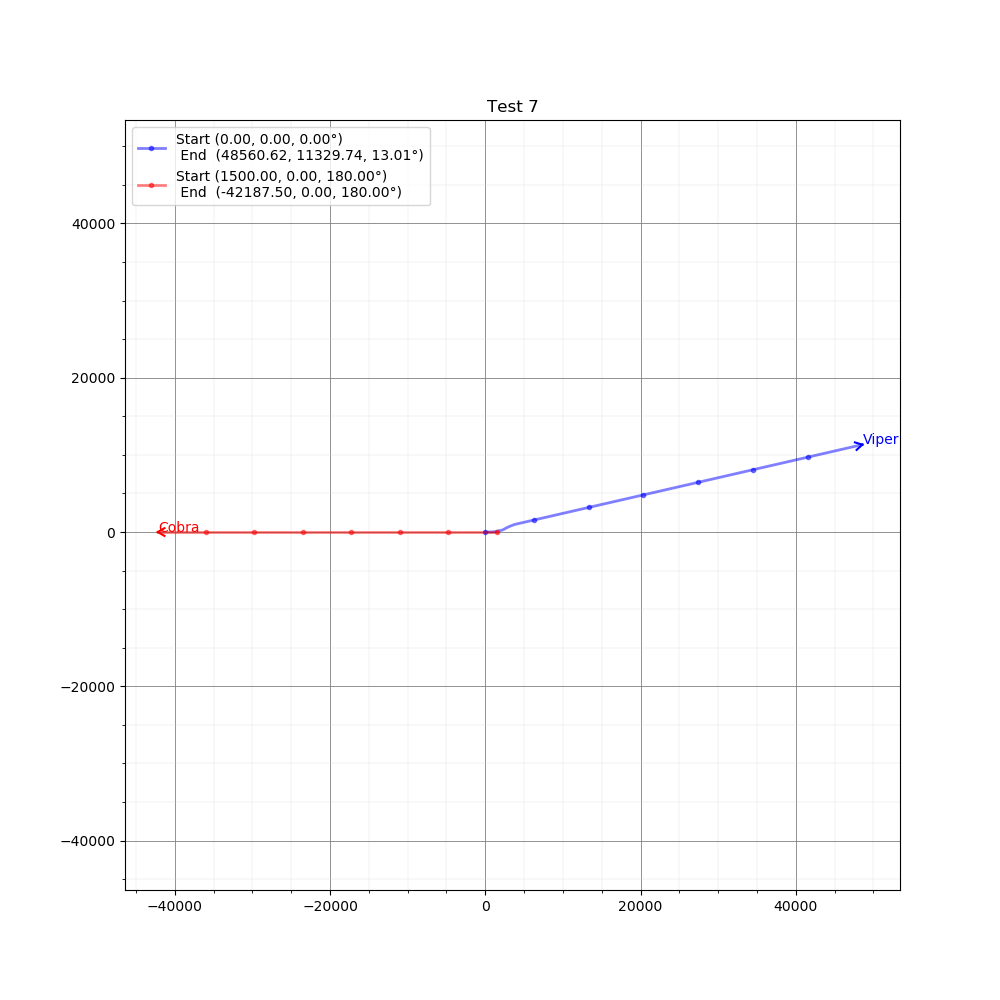 Test 7
Start (0.00, 0.00, 0.00°)
End  (48560.62, 11329.74, 13.01°)
Start (1500.00, 0.00, 180.00°)
End  (-42187.50, 0.00, 180.00°)
40000
20000
0
−20000
−40000
Viper
Cobra
−40000
−20000
0
20000
40000